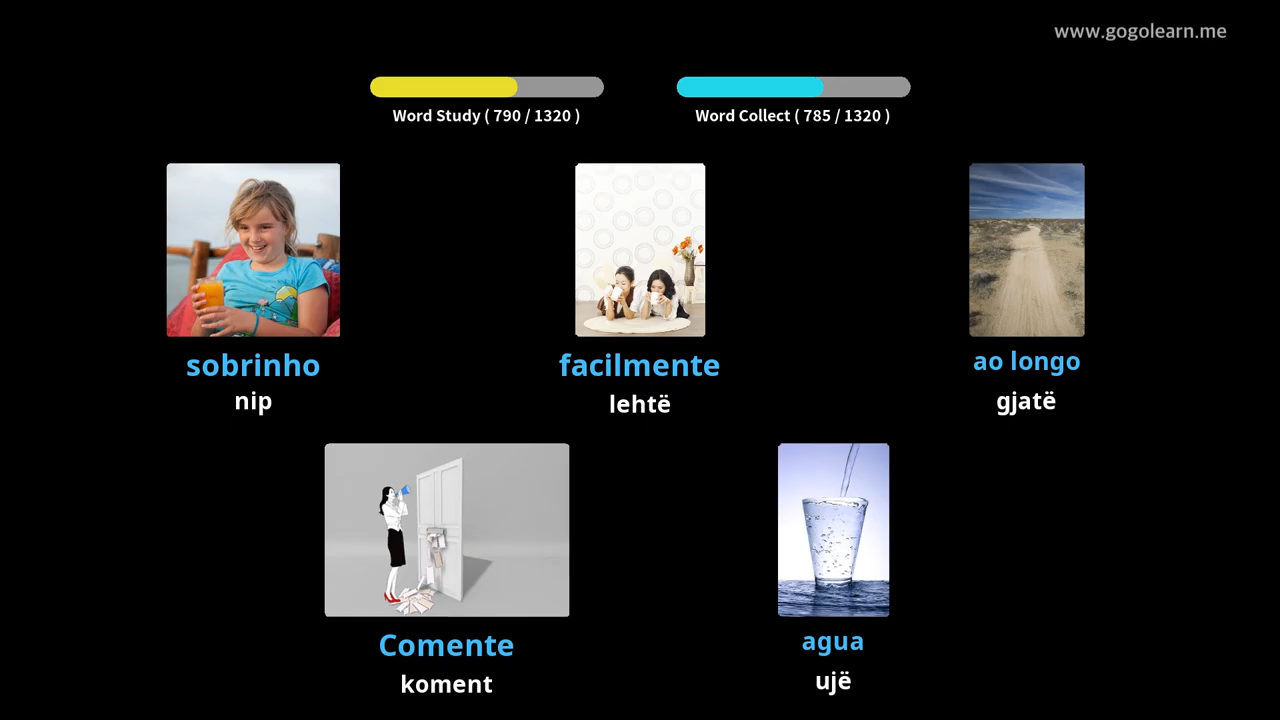 www.gogolearn.me
Word Study ( 790 / 1320 )
Word Collect ( 785 / 1320 )
sobrinho
nip
facilmente
lehtë
ao longo
gjatë
Comente
koment
agua
ujë